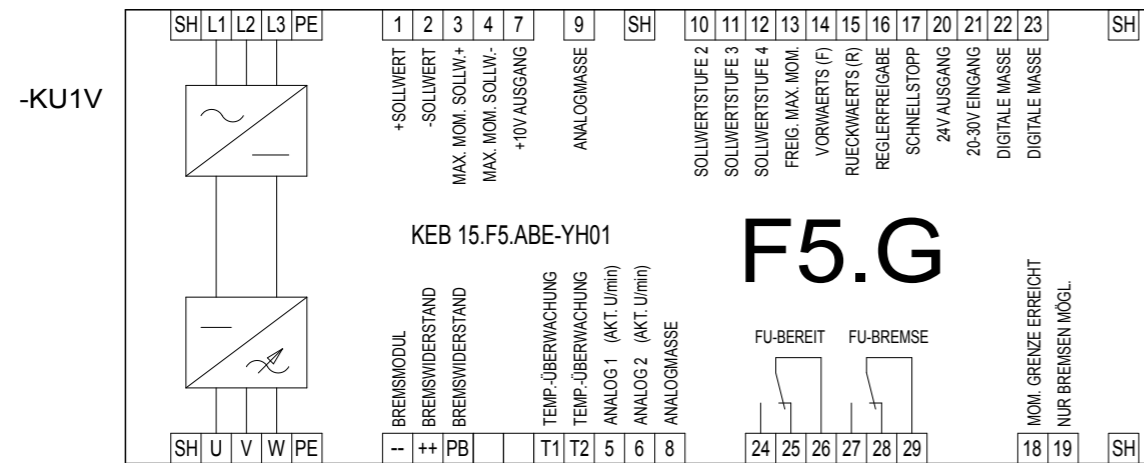 SH L1 L2 L3 PE 1 2 3 4 7 9 SH 10 11 12 13 14 15 16 17 20 21 22 23 SH
-KU1V
+SOLLWERT
-SOLLWERT
MAX. MOM. SOLLW.+
MAX. MOM. SOLLW.-
+10V AUSGANG
ANALOGMASSE
SOLLWERTSTUFE 2
SOLLWERTSTUFE 3
SOLLWERTSTUFE 4
FREIG. MAX. MOM.
VORWAERTS (F)
RUECKWAERTS (R)
REGLERFREIGABE
SCHNELLSTOPP
24V AUSGANG
20-30V EINGANG
DIGITALE MASSE
DIGITALE MASSE
KEB 15.F5.ABE-YH01
F5.G
BREMSMODUL
BREMSWIDERSTAND
BREMSWIDERSTAND
TEMP.-ÜBERWACHUNG
TEMP.-ÜBERWACHUNG
ANALOG 1 (AKT. U/min)
ANALOG 2 (AKT. U/min)
ANALOGMASSE
FU-BEREIT FU-BREMSE
MOM. GRENZE ERREICHT
NUR BREMSEN MÖGL.
SH U V W PE -- ++ PB T1 T2 5 6 8 24 25 26 27 28 29 18 19 SH